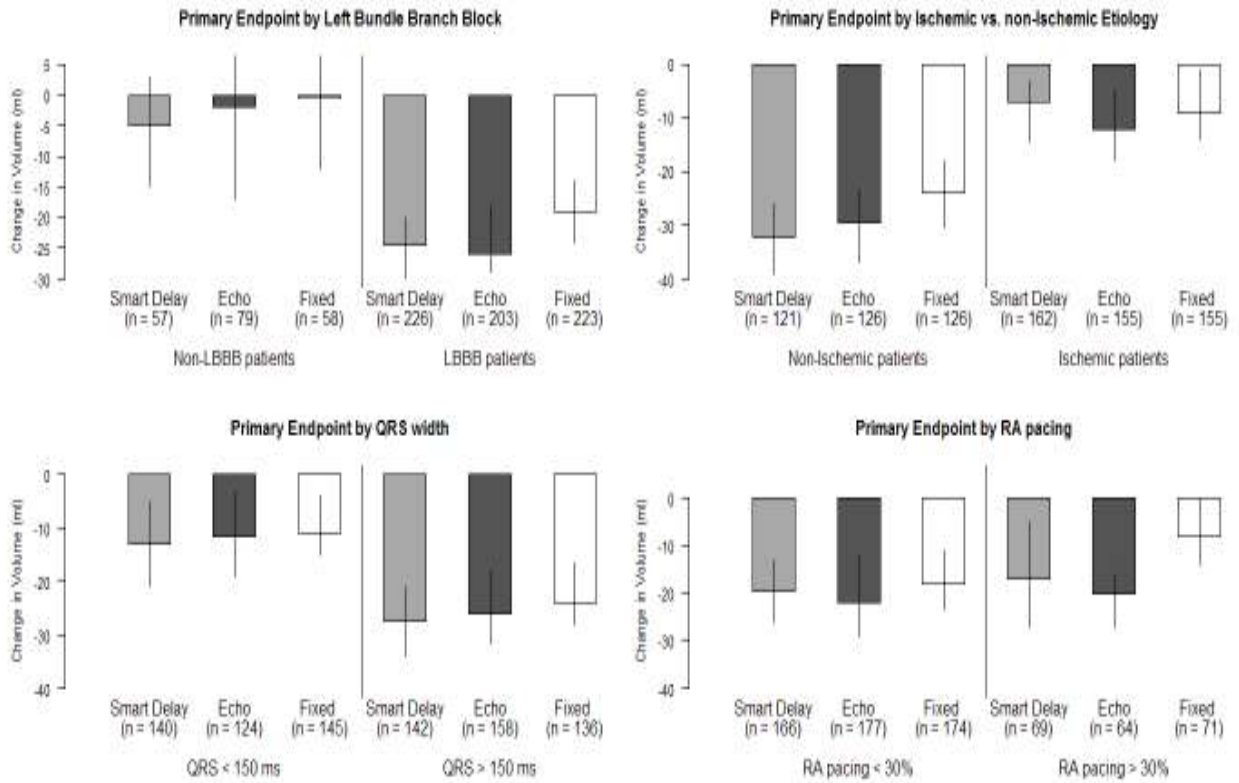 Primary Endpoint by Left Bundle Branch Block
Change in Volume (ml)
5
0
-5
-10
-15
-20
-25
-30
Smart Delay Echo Fixed Smart Delay Echo Fixed
(n = 57) (n = 79) (n = 58) (n = 226) (n = 203) (n = 223)
Non-LBBB patients LBBB patients
Primary Endpoint by Ischemic vs. non-Ischemic Etiology
Change in Volume (ml)
0
-10
-20
-30
-40
Smart Delay Echo Fixed Smart Delay Echo Fixed
(n = 121) (n = 126) (n = 126) (n = 162) (n = 155) (n = 155)
Non-Ischemic patients Ischemic patients
Primary Endpoint by QRS width
Change in Volume (ml)
0
-10
-20
-30
-40
Smart Delay Echo Fixed Smart Delay Echo Fixed
(n = 140) (n = 124) (n = 145) (n = 142) (n = 158) (n = 136)
QRS < 150 ms QRS > 150 ms
Primary Endpoint by RA pacing
Change in Volume (ml)
0
-10
-20
-30
-40
Smart Delay Echo Fixed Smart Delay Echo Fixed
(n = 166) (n = 177) (n = 174) (n = 69) (n = 64) (n = 71)
RA pacing < 30% RA pacing > 30%